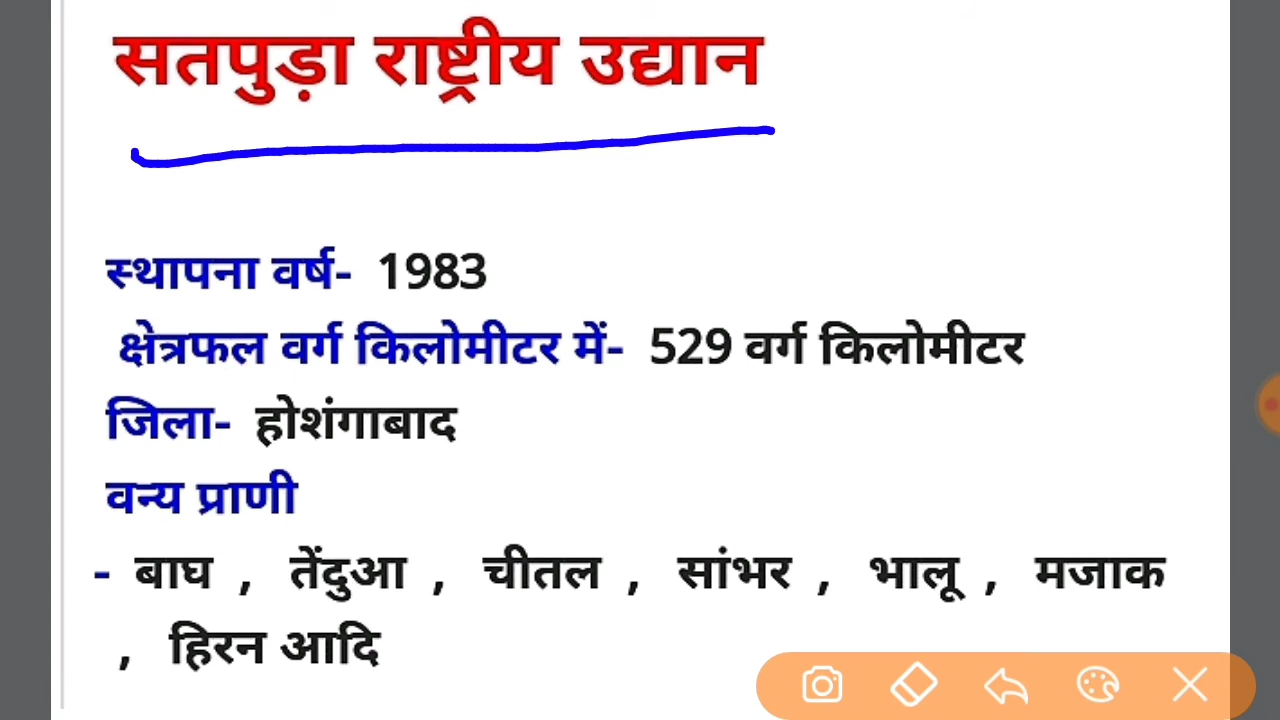 सतपुड़ा राष्ट्रीय उद्यान
स्थापना वर्ष- 1983
क्षेत्रफल वर्ग किलोमीटर में- 529 वर्ग किलोमीटर
जिला- होशंगाबाद
वन्य प्राणी
- बाघ , तेंदुआ , चीतल , सांभर , भालू , मजाक
, हिरन आदि